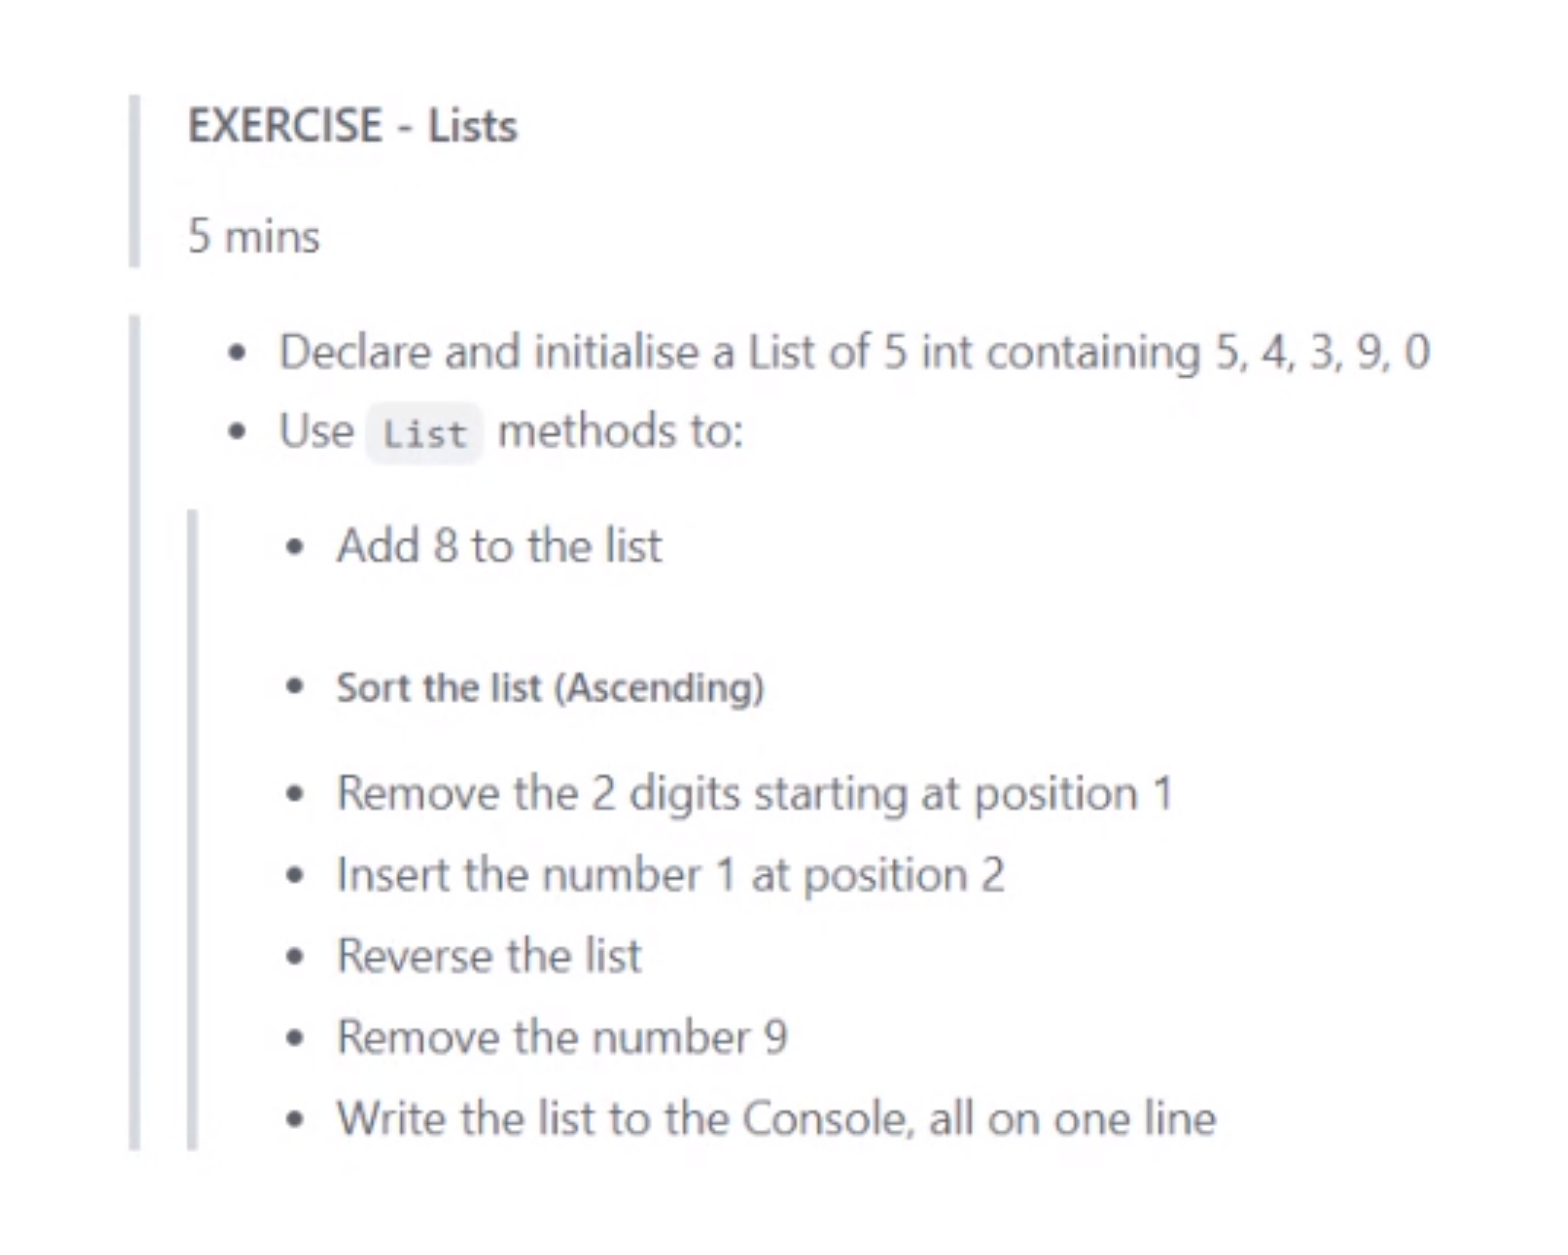 EXERCISE - Lists
5 mins
• Declare and initialise a List of 5 int containing 5, 4, 3, 9, 0
• Use List methods to:
• Add 8 to the list
• Sort the list (Ascending)
• Remove the 2 digits starting at position 1
• Insert the number 1 at position 2
• Reverse the list
• Remove the number 9
• Write the list to the Console, all on one line